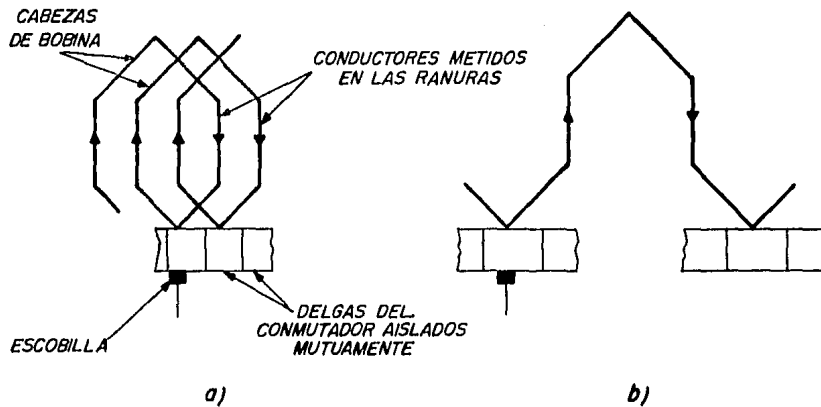 CABEZAS
DE BOBINA
CONDUCTORES METIDOS
EN LAS RANURAS
ESCOBILLA
DELGAS DEL.
CONMUTADOR AISLADOS
MUTUAMENTE
a)
b)